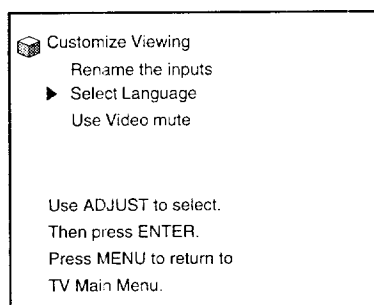 Customize Viewing
Rename the inputs
Select Language
Use Video mute
Use ADJUST to select.
Then press ENTER.
Press MENU to return to
TV Main Menu.